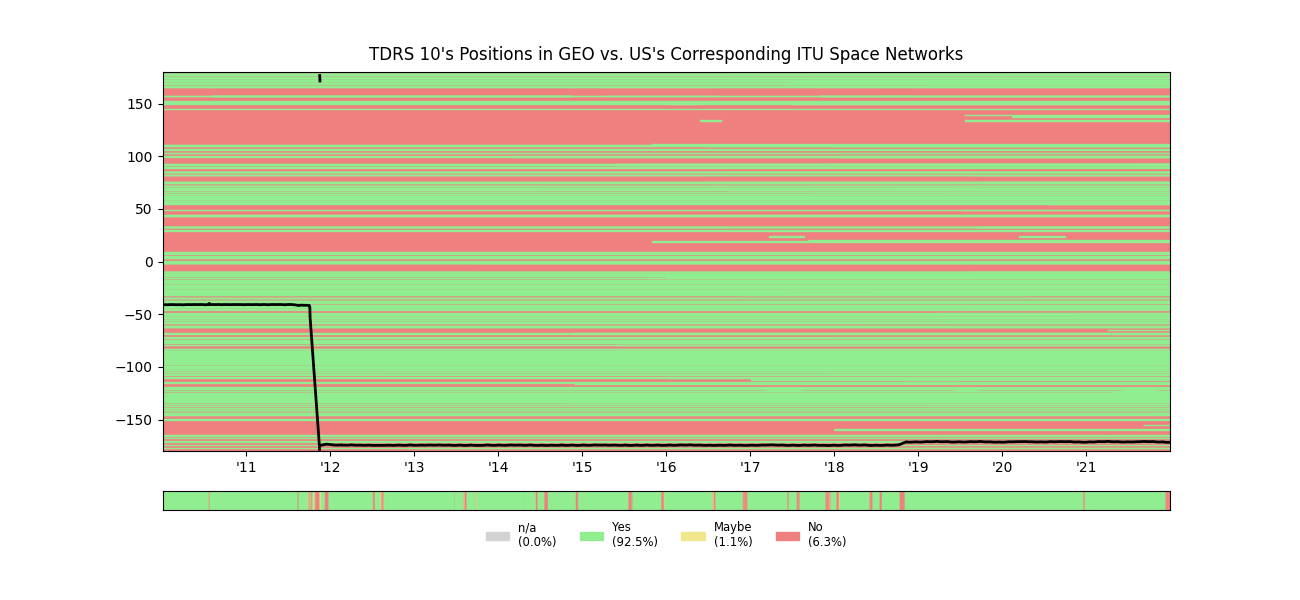 TDRS 10's Positions in GEO vs. US's Corresponding ITU Space Networks
150
100
50
0
−50
−100
−150
'11 '12 '13 '14 '15 '16 '17 '18 '19 '20 '21
n/a Yes Maybe No
(0.0%) (92.5%) (1.1%) (6.3%)